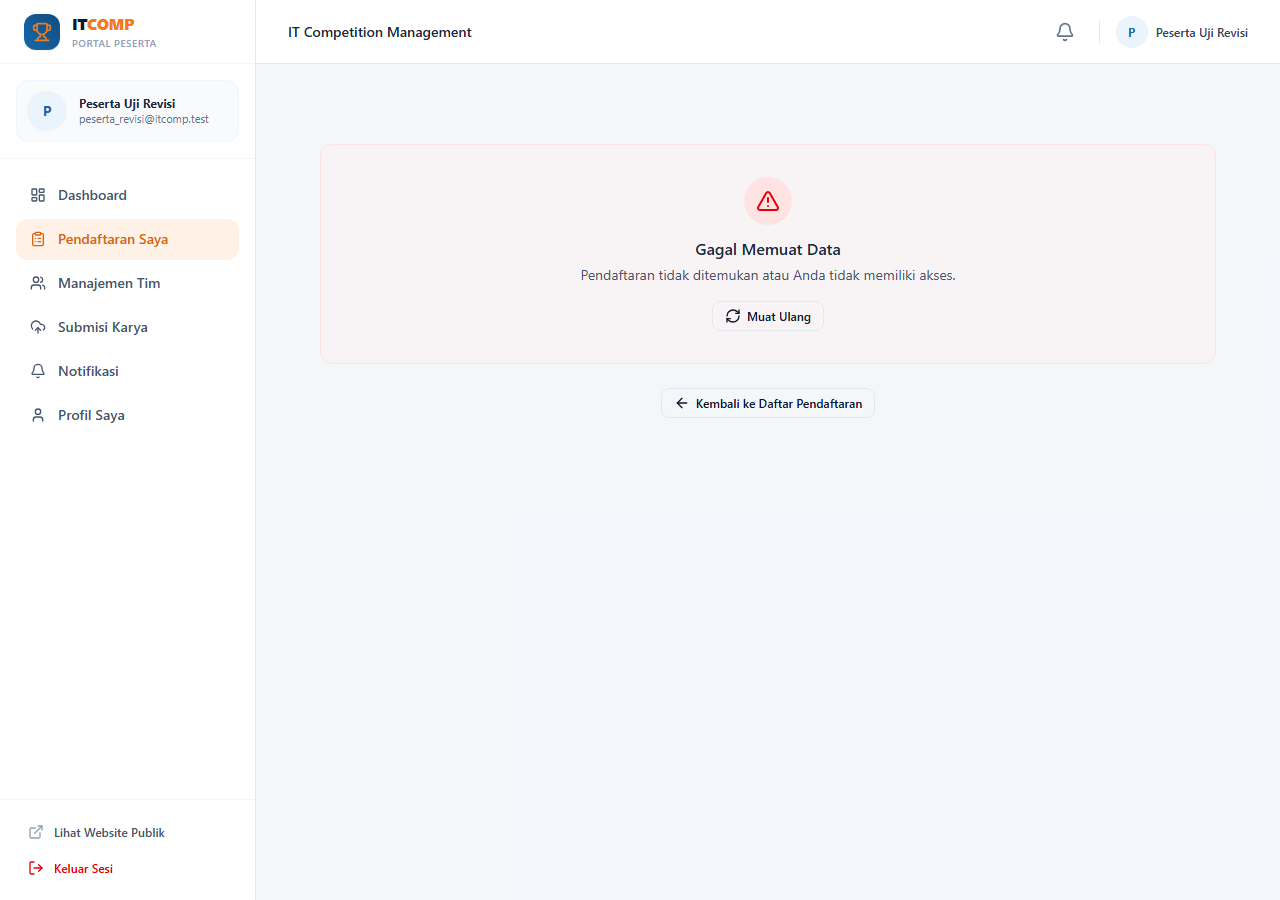 ITCOMP
PORTAL PESERTA
IT Competition Management
P
Peserta Uji Revisi
P
Peserta Uji Revisi
peserta_revisi@itcomp.test
Dashboard
Pendaftaran Saya
Manajemen Tim
Submisi Karya
Notifikasi
Profil Saya
Gagal Memuat Data
Pendaftaran tidak ditemukan atau Anda tidak memiliki akses.
Muat Ulang
Kembali ke Daftar Pendaftaran
Lihat Website Publik
Keluar Sesi